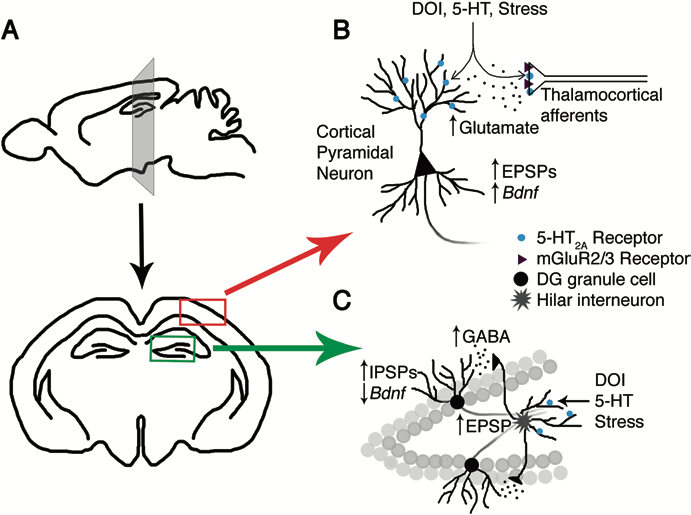 A
B
DOI, 5-HT, Stress
Thalamocortical
afferents
↑Glutamate
Cortical
Pyramidal
Neuron
↑EPSPs
↑Bdnf
5-HT2A Receptor
mGluR2/3 Receptor
DG granule cell
Hilar interneuron
C
↑GABA
↑IPSPs
↓Bdnf
↑EPSP
DOI
5-HT
Stress